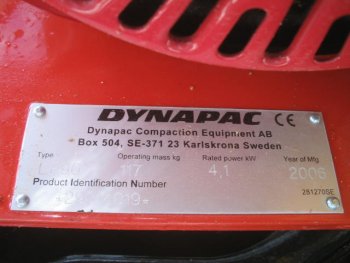 DYNAPAC CE
Dynapac Compaction Equipment AB
Box 504, SE-371 23 Karlskrona Sweden
Type Operating mass kg Rated power kW Year of Mfg
117 4,1 2006
Product Identification Number
281270SE